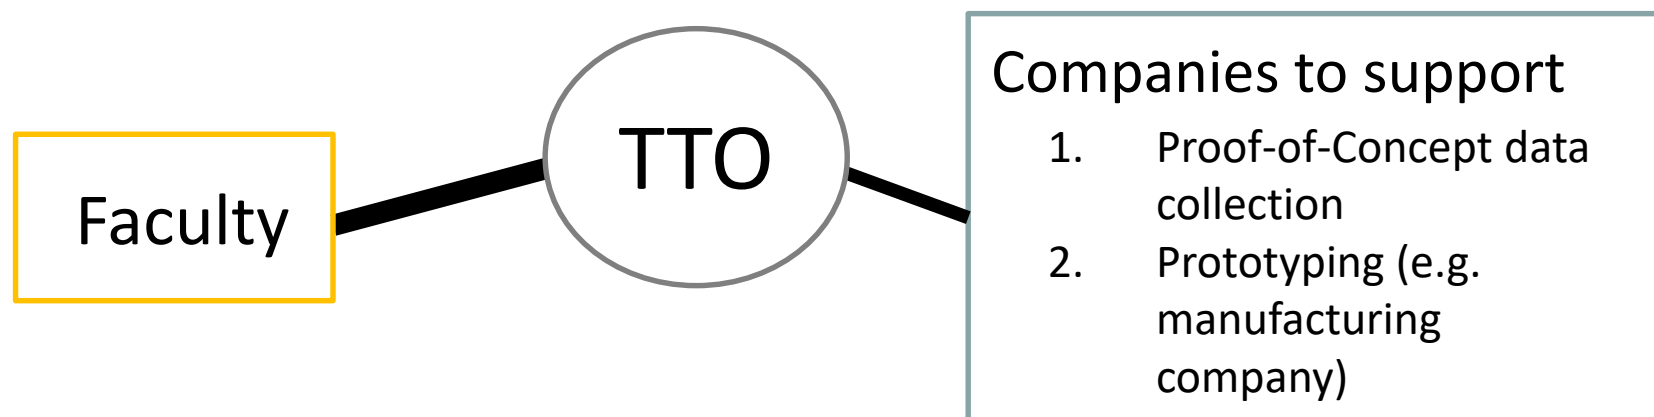 Faculty
TTO
Companies to support
1. Proof-of-Concept data
collection
2. Prototyping (e.g.
manufacturing
company)